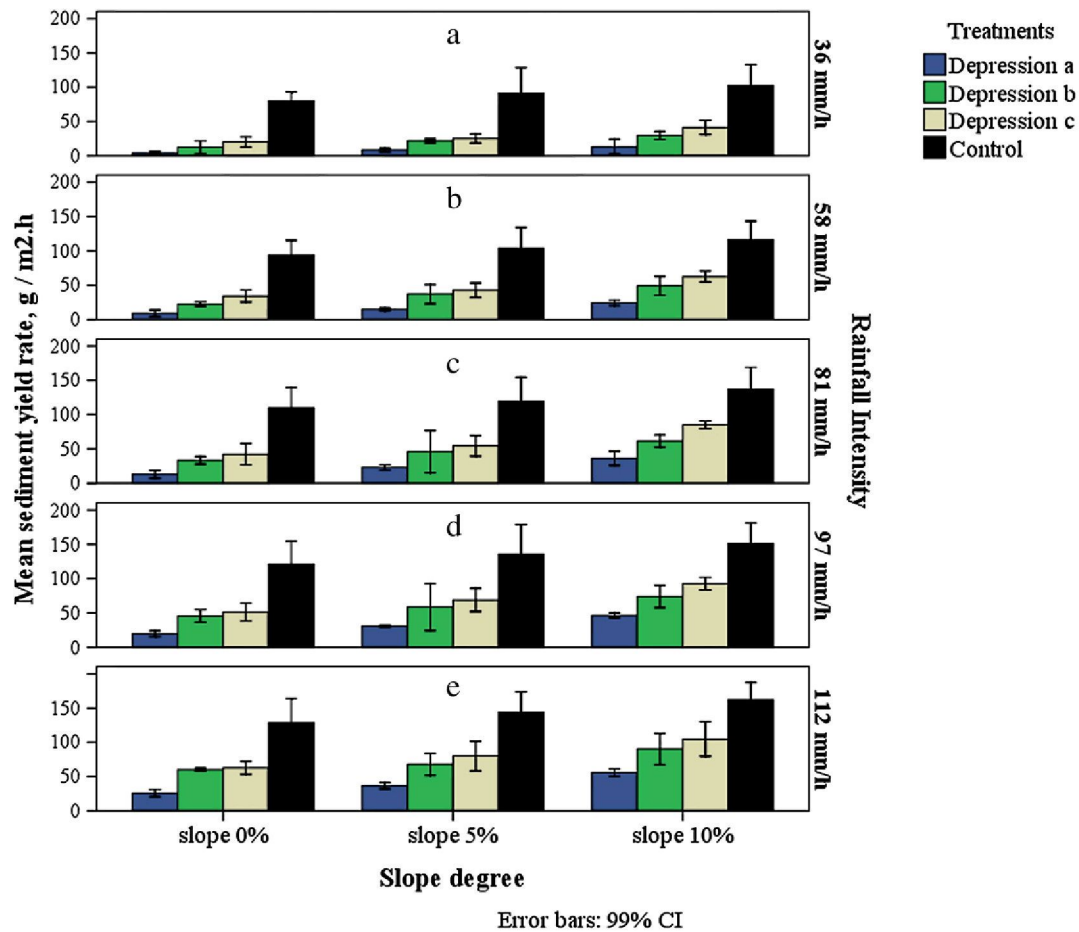 Treatments
Depression a
Depression b
Depression c
Control
Mean sediment yield rate, g / m2.h
200
150
100
50
0
a
36 mm/h
200
150
100
50
0
b
58 mm/h
200
150
100
50
0
c
81 mm/h
200
150
100
50
0
d
97 mm/h
150
100
50
0
e
112 mm/h
Rainfall Intensity
slope 0%
slope 5%
slope 10%
Slope degree
Error bars: 99% CI